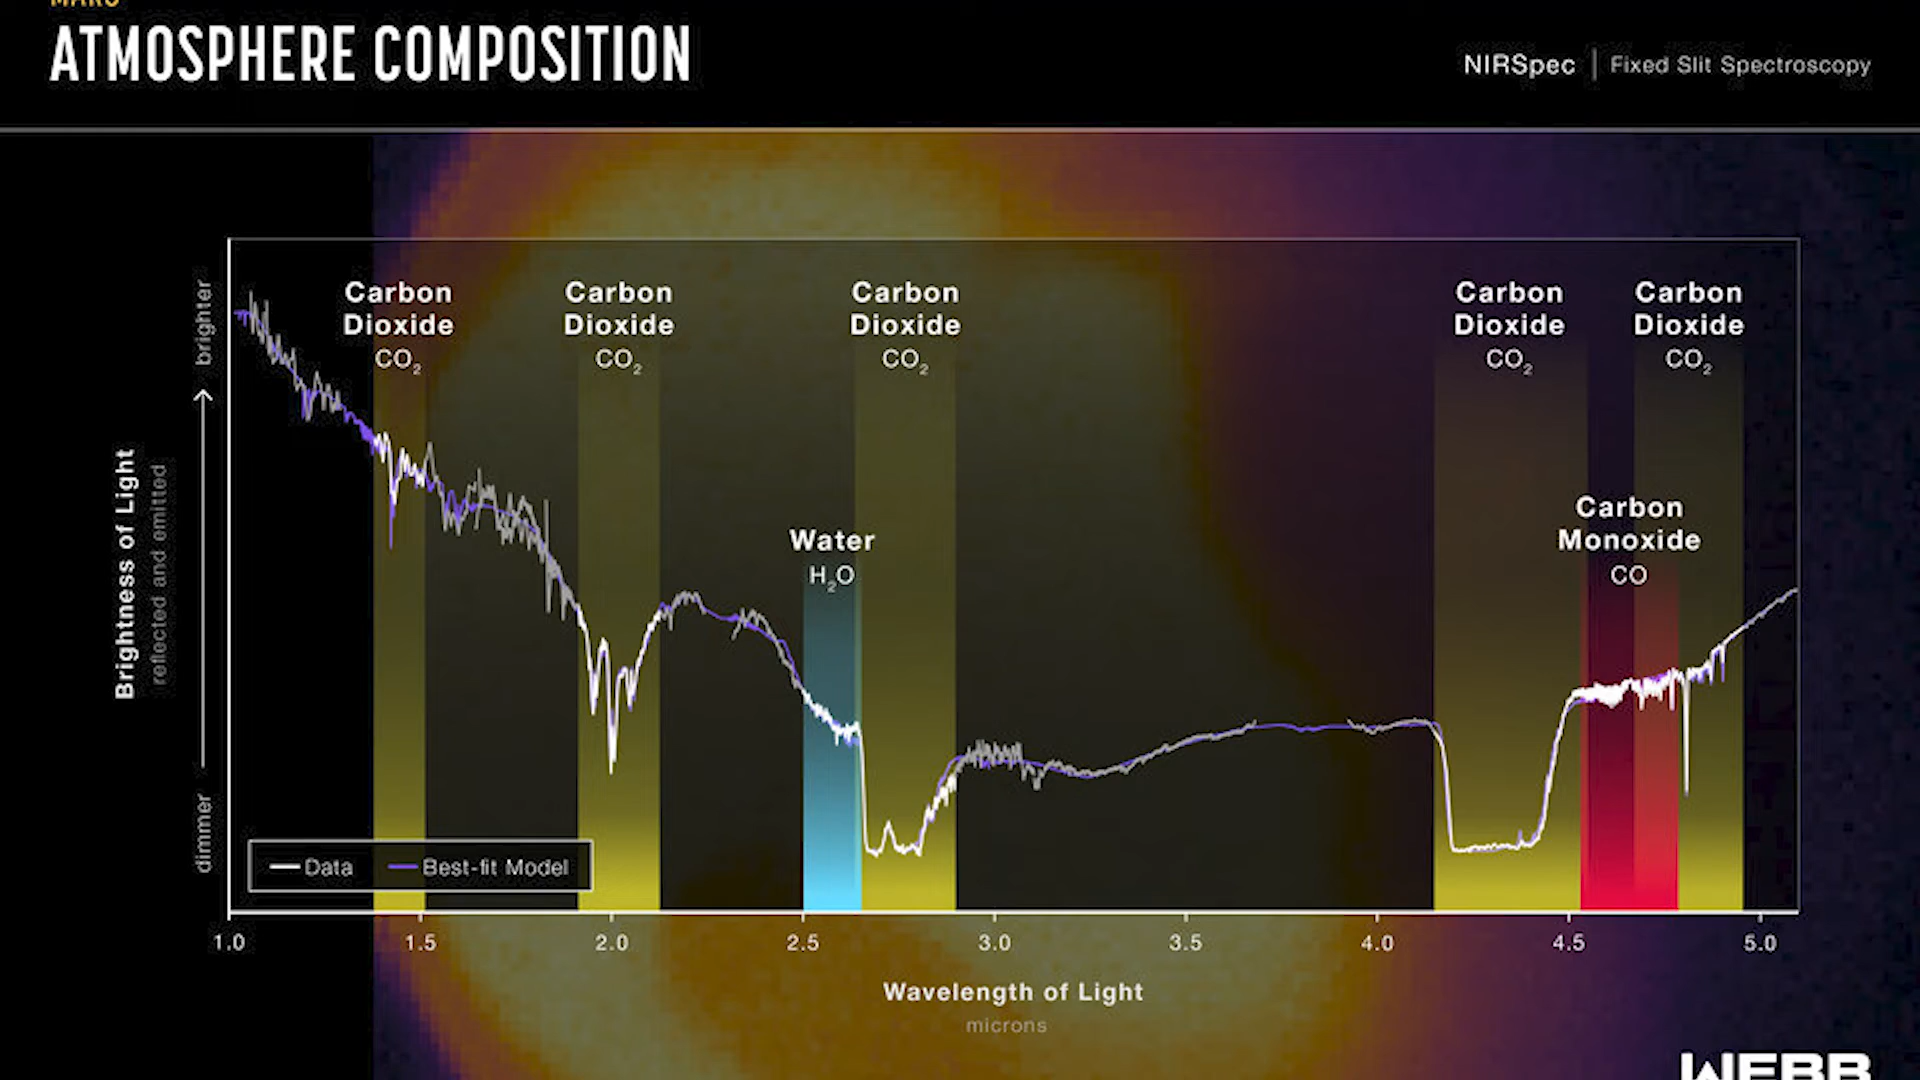 MARS
ATMOSPHERE COMPOSITION
NIRSpec | Fixed Slit Spectroscopy
Carbon
Dioxide
CO₂
Carbon
Dioxide
CO₂
Carbon
Dioxide
CO₂
Carbon
Dioxide
CO₂
Carbon
Dioxide
CO₂
Water
H₂O
Carbon
Monoxide
CO
brighter
Brightness of Light
reflected and emitted
dimmer
Data
Best-fit Model
1.0 1.5 2.0 2.5 3.0 3.5 4.0 4.5 5.0
Wavelength of Light
microns
WEBB